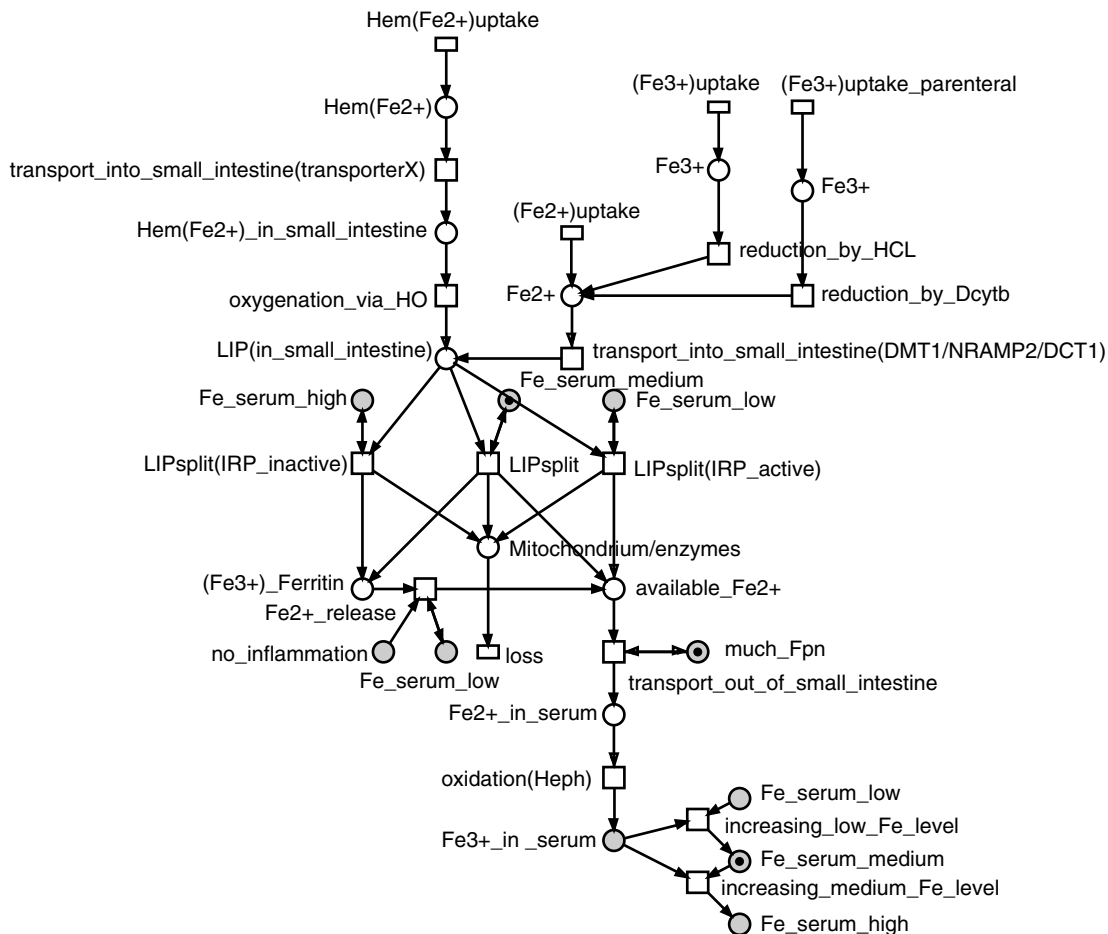 Hem(Fe2+)uptake
(Fe3+)uptake
(Fe3+)uptake_parenteral
Hem(Fe2+)
transport_into_small_intestine(transporterX)
Fe3+
Fe3+
(Fe2+)uptake
Hem(Fe2+)_in_small_intestine
reduction_by_HCL
oxygenation_via_HO
Fe2+
reduction_by_Dcytb
LIP(in_small_intestine)
transport_into_small_intestine(DMT1/NRAMP2/DCT1)
Fe_serum_medium
Fe_serum_high
Fe_serum_low
LIPsplit(IRP_inactive)
LIPsplit
LIPsplit(IRP_active)
Mitochondrium/enzymes
(Fe3+)_Ferritin
available_Fe2+
Fe2+_release
no_inflammation
loss
much_Fpn
Fe_serum_low
transport_out_of_small_intestine
Fe2+_in_serum
oxidation(Heph)
Fe_serum_low
increasing_low_Fe_level
Fe3+_in _serum
Fe_serum_medium
increasing_medium_Fe_level
Fe_serum_high